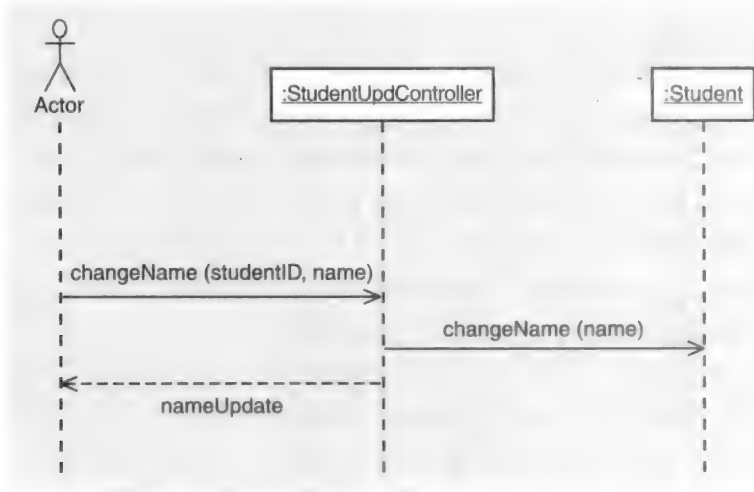 Actor
:StudentUpdController
:Student
changeName (studentID, name)
changeName (name)
nameUpdate